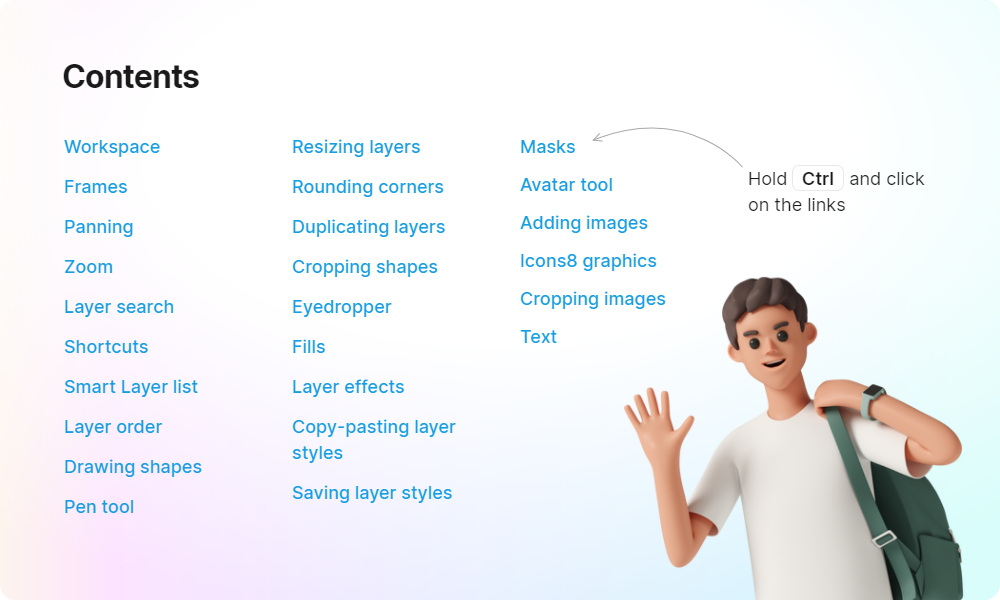 Contents
Workspace
Frames
Panning
Zoom
Layer search
Shortcuts
Smart Layer list
Layer order
Drawing shapes
Pen tool
Resizing layers
Rounding corners
Duplicating layers
Cropping shapes
Eyedropper
Fills
Layer effects
Copy-pasting layer
styles
Saving layer styles
Masks
Avatar tool
Adding images
Icons8 graphics
Cropping images
Text
Hold Ctrl and click
on the links